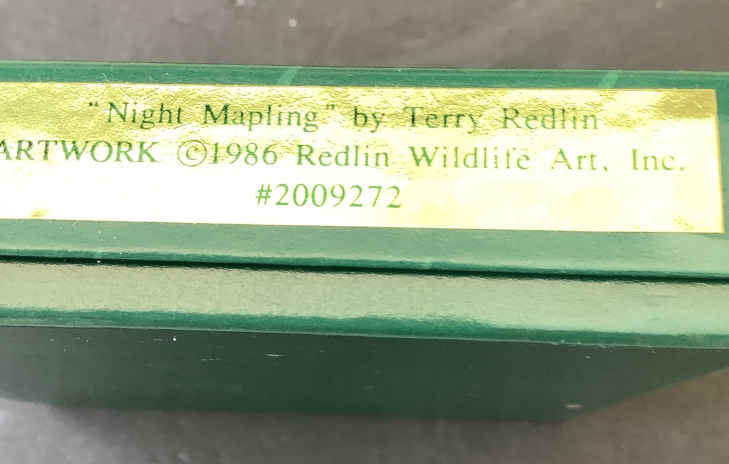 "Night Mapling" by Terry Redlin
ARTWORK ©1986 Redlin Wildlife Art, Inc.
#2009272